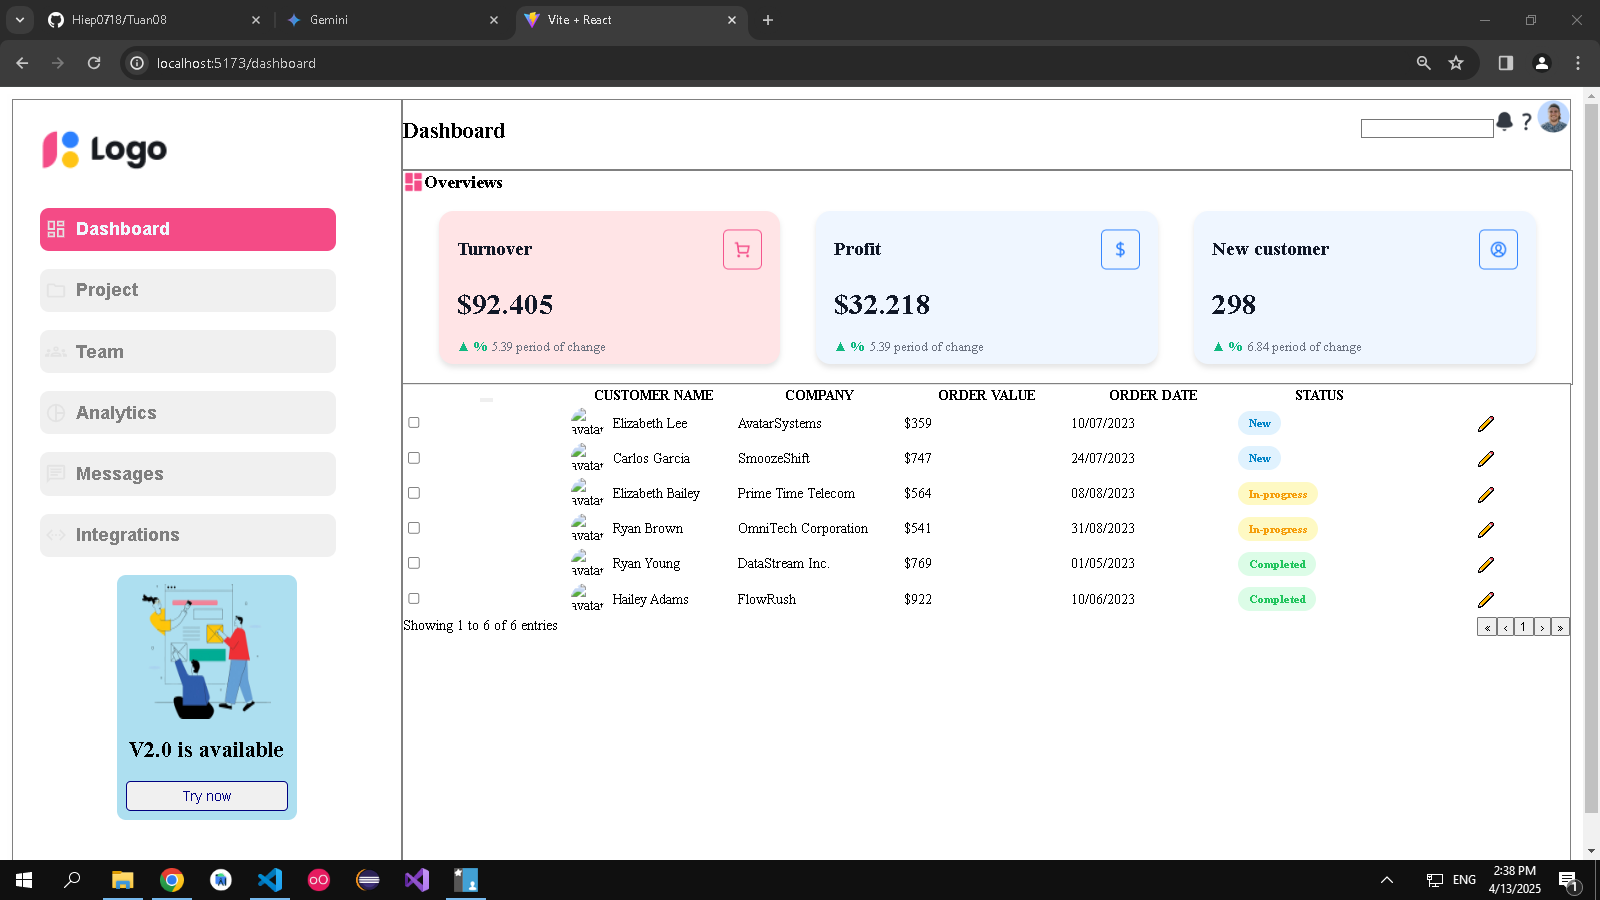 Hiep0718/Tuan08
Gemini
Vite + React
localhost:5173/dashboard
Logo
Dashboard
Project
Team
Analytics
Messages
Integrations
V2.0 is available
Try now
Dashboard
?
Overviews
Turnover
$92.405
▲ % 5.39 period of change
Profit
$
$32.218
▲ % 5.39 period of change
New customer
298
▲ % 6.84 period of change
CUSTOMER NAME COMPANY ORDER VALUE ORDER DATE STATUS
avatar Elizabeth Lee AvatarSystems $359 10/07/2023 New
avatar Carlos Garcia SmoozeShift $747 24/07/2023 New
avatar Elizabeth Bailey Prime Time Telecom $564 08/08/2023 In-progress
avatar Ryan Brown OmniTech Corporation $541 31/08/2023 In-progress
avatar Ryan Young DataStream Inc. $769 01/05/2023 Completed
avatar Hailey Adams FlowRush $922 10/06/2023 Completed
Showing 1 to 6 of 6 entries « ‹ 1 › »
ENG
2:38 PM
4/13/2025
1